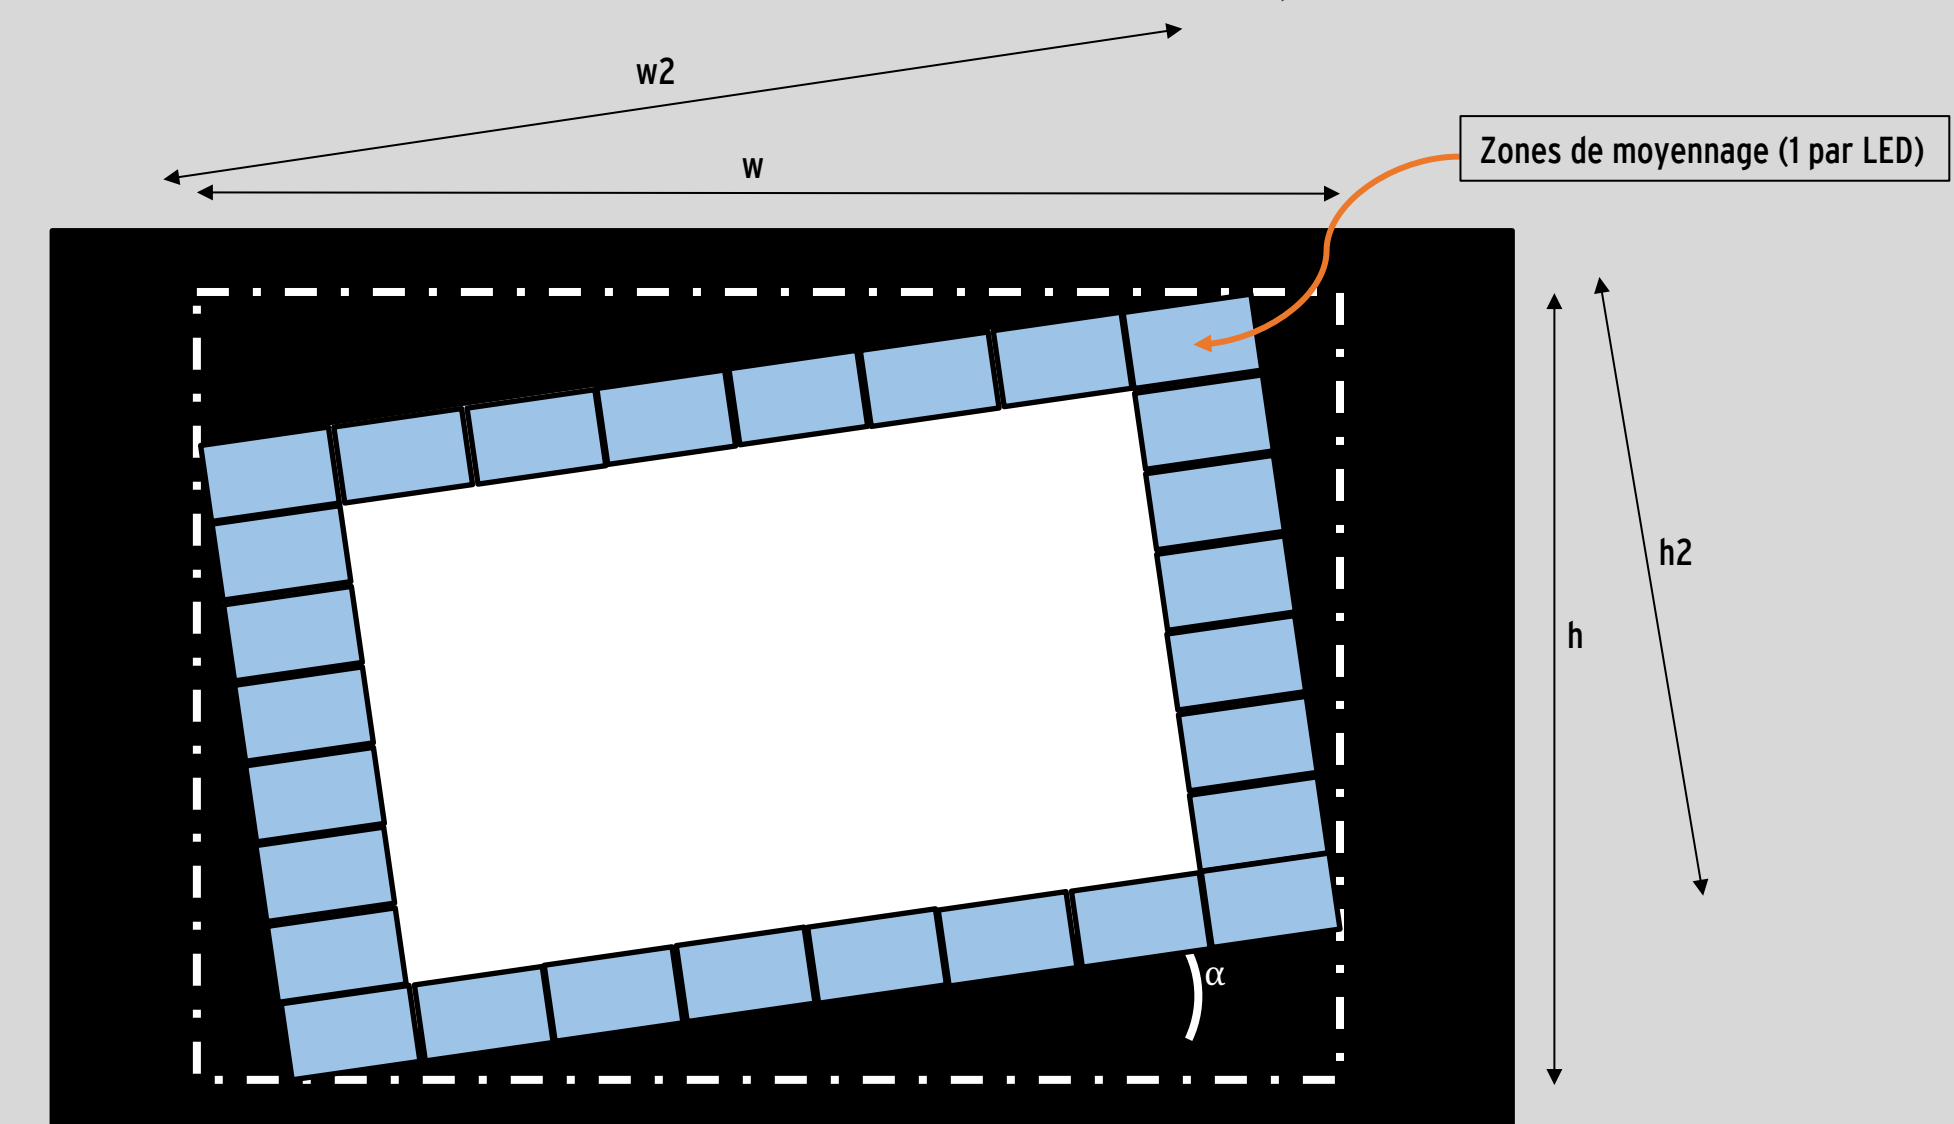 w2
w
Zones de moyennage (1 par LED)
h2
h
α